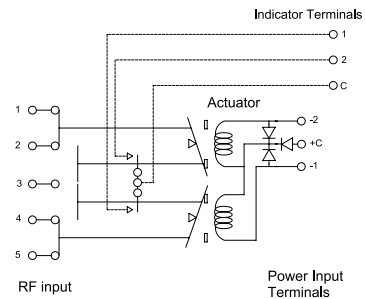 Indicator Terminals
1
2
C
Actuator
1
2
3
4
5
-2
+C
-1
RF input
Power Input
Terminals